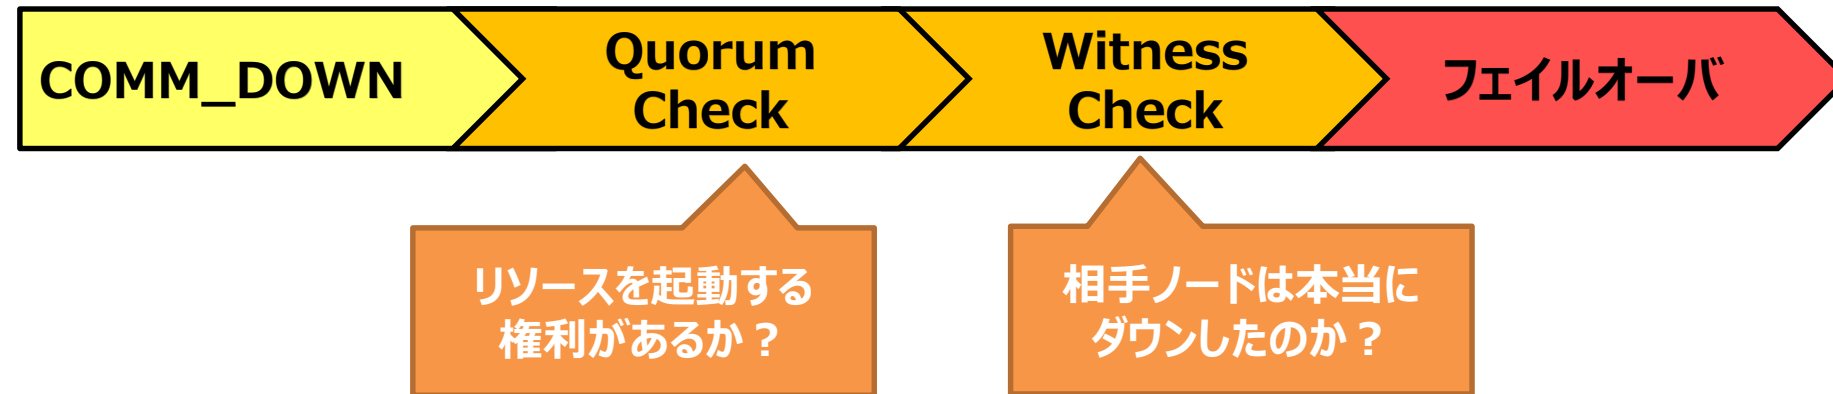 COMM_DOWN
Quorum
Check
Witness
Check
フェイルオーバ
リソースを起動する
権利があるか？
相手ノードは本当に
ダウンしたのか？